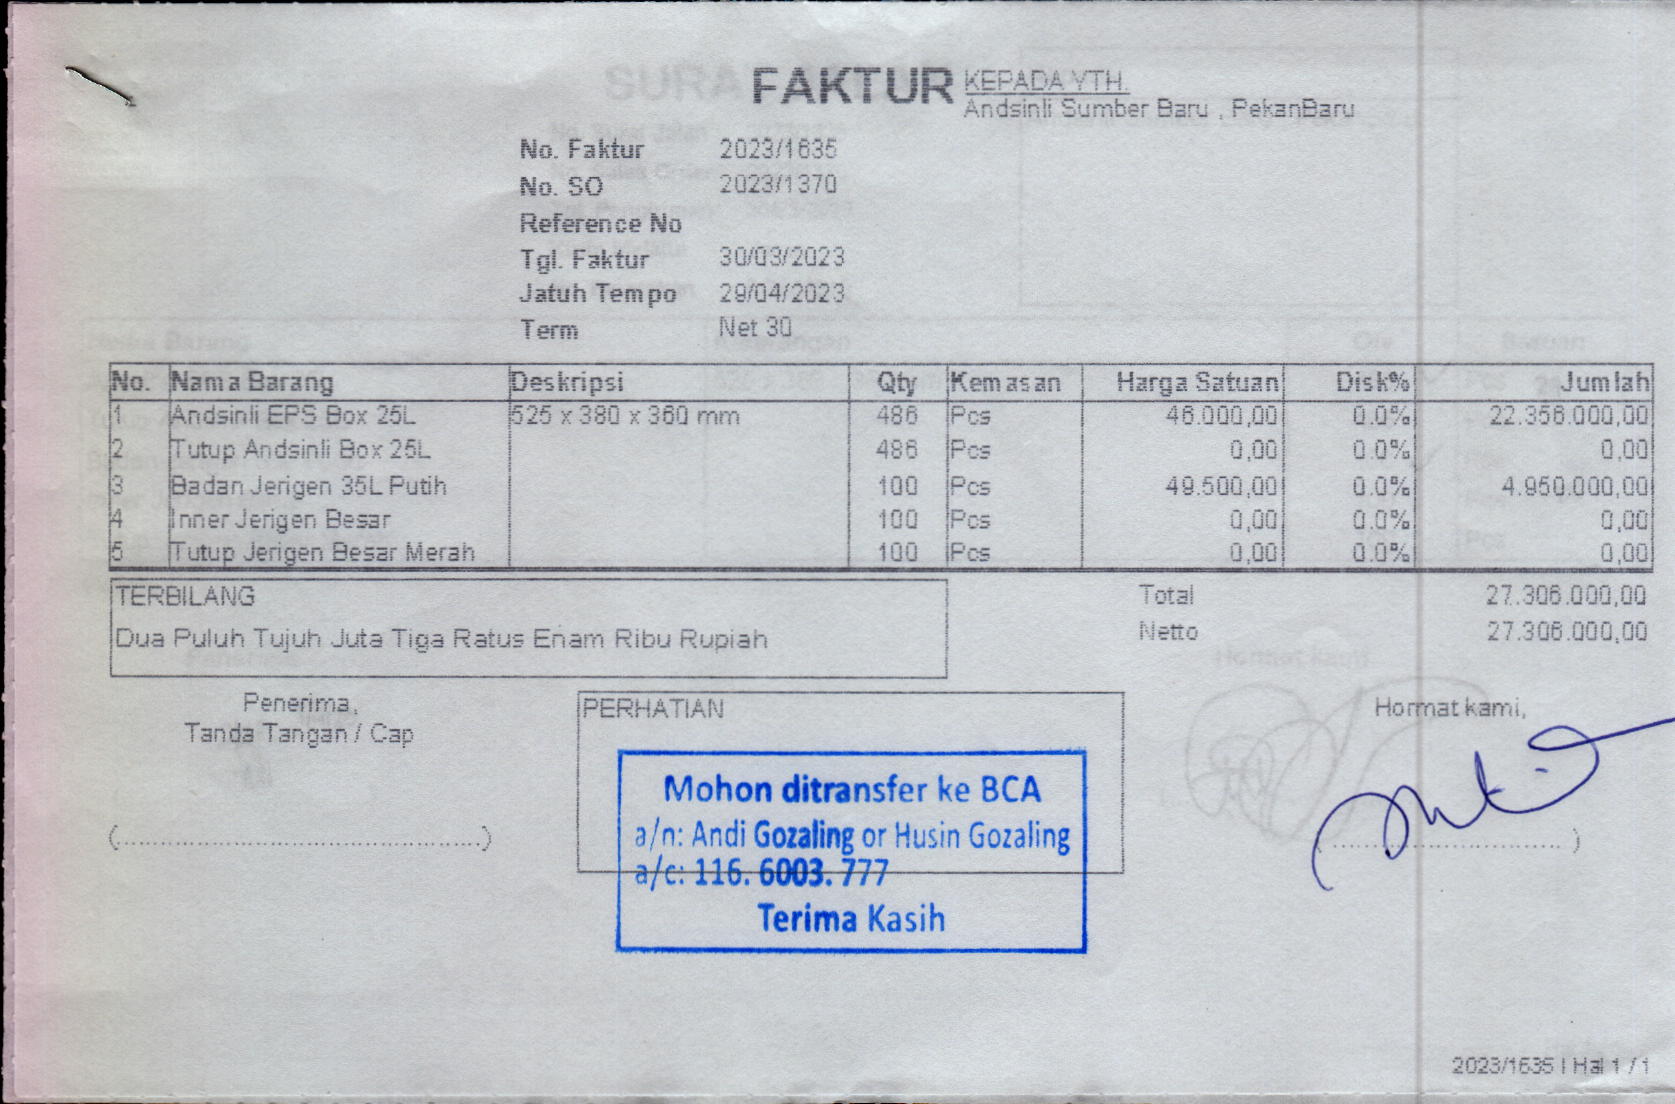 FAKTUR
KEPADA YTH.
Andsinli Sumber Baru , PekanBaru
No. Faktur 2023/1635
No. SO 2023/1370
Reference No
Tgl. Faktur 30/03/2023
Jatuh Tempo 29/04/2023
Term Net 30
No. Nama Barang Deskripsi Qty Kemasan Harga Satuan Disk% Jumlah
1 Andsinli EPS Box 25L 525 x 380 x 360 mm 486 Pcs 46.000,00 0.0% 22.356.000,00
2 Tutup Andsinli Box 25L 486 Pcs 0,00 0.0% 0,00
3 Badan Jerigen 35L Putih 100 Pcs 49.500,00 0.0% 4.950.000,00
4 Inner Jerigen Besar 100 Pcs 0,00 0.0% 0,00
5 Tutup Jerigen Besar Merah 100 Pcs 0,00 0.0% 0,00
TERBILANG
Dua Puluh Tujuh Juta Tiga Ratus Enam Ribu Rupiah
Total 27.306.000,00
Netto 27.306.000,00
Penerima,
Tanda Tangan / Cap
(................................................)
PERHATIAN
Mohon ditransfer ke BCA
a/n: Andi Gozaling or Husin Gozaling
a/c: 116. 6003. 777
Terima Kasih
Hormat kami,
2023/1635 | Hal 1 / 1